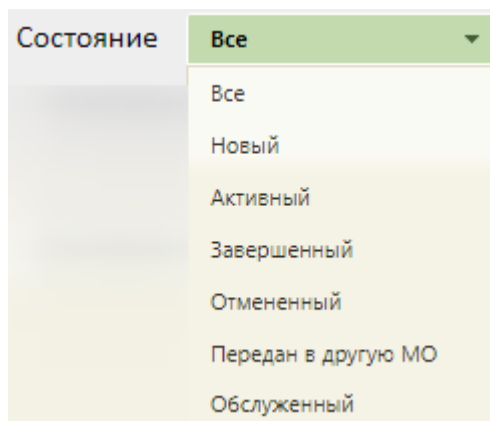 Состояние Все
Все
Новый
Активный
Завершенный
Отмененный
Передан в другую МО
Обслуженный